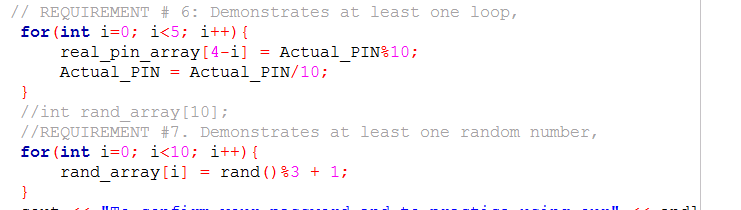 // REQUIREMENT # 6: Demonstrates at least one loop,
for(int i=0; i<5; i++){
real_pin_array[4-i] = Actual_PIN%10;
Actual_PIN = Actual_PIN/10;
}
//int rand_array[10];
//REQUIREMENT #7. Demonstrates at least one random number,
for(int i=0; i<10; i++){
rand_array[i] = rand()%3 + 1;
}